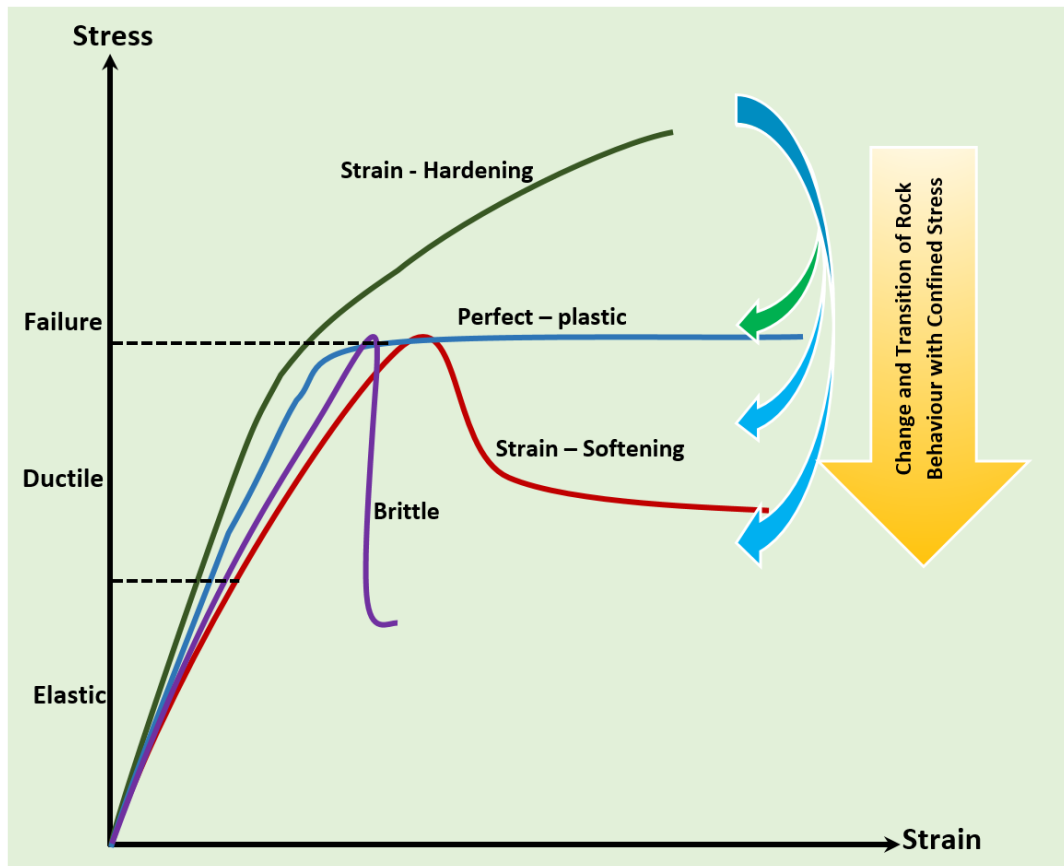 Stress
Strain - Hardening
Failure
Perfect – plastic
Ductile
Strain – Softening
Brittle
Elastic
Strain
Change and Transition of Rock
Behaviour with Confined Stress